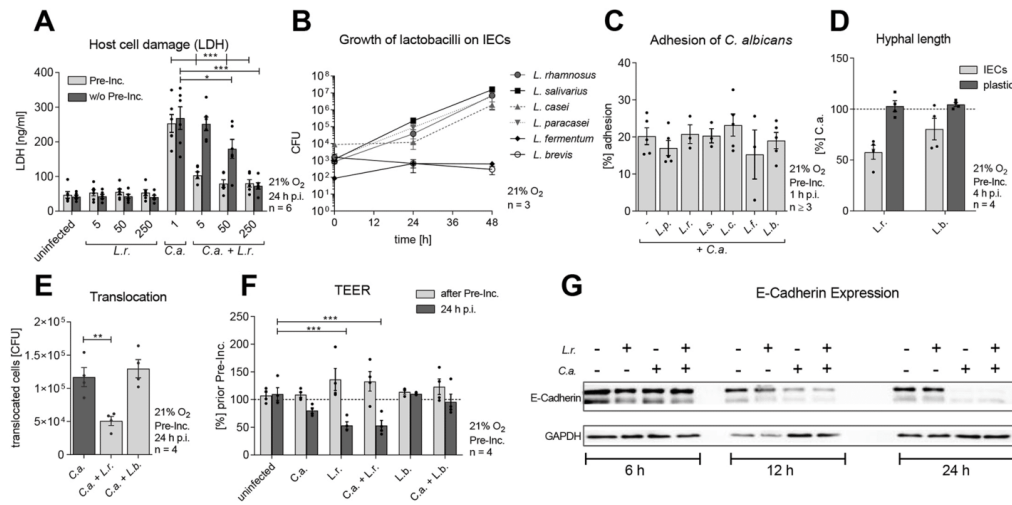 A
Host cell damage (LDH)
***
***
*
Pre-Inc.
w/o Pre-Inc.
LDH [ng/ml]
400
300
200
100
0
21% O2
24 h p.i.
n = 6
uninfected
5
50
250
1
5
50
250
L.r.
C.a.
C.a. + L.r.
B
Growth of lactobacilli on IECs
CFU
10^8
10^7
10^6
10^5
10^4
10^3
10^2
10^1
10^0
L. rhamnosus
L. salivarius
L. casei
L. paracasei
L. fermentum
L. brevis
21% O2
n = 3
0
24
48
time [h]
C
Adhesion of C. albicans
[%] adhesion
40
30
20
10
0
21% O2
Pre-Inc.
1 h p.i.
n ≥ 3
-
L.p.
L.r.
L.s.
L.c.
L.f.
L.b.
+ C.a.
D
Hyphal length
IECs
plastic
[%] C.a.
150
100
50
0
21% O2
Pre-Inc.
4 h p.i.
n = 4
L.r.
L.b.
E
Translocation
translocated cells [CFU]
2×10^5
1×10^5
1×10^5
5×10^4
0
**
21% O2
Pre-Inc.
24 h p.i.
n = 4
C.a.
C.a. + L.r.
C.a. + L.b.
F
TEER
after Pre-Inc.
24 h p.i.
***
***
[%] prior Pre-Inc.
250
200
150
100
50
0
21% O2
Pre-Inc.
n = 4
uninfected
C.a.
L.r.
C.a. + L.r.
L.b.
C.a. + L.b.
G
E-Cadherin Expression
L.r. - + - + - + - + - + - +
C.a. - - + + - - + + - - + +
E-Cadherin
GAPDH
6 h
12 h
24 h